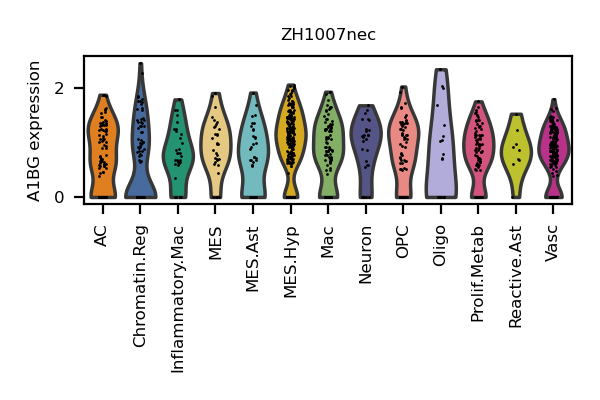 ZH1007nec
A1BG expression
2
0
AC
Chromatin.Reg
Inflammatory.Mac
MES
MES.Ast
MES.Hyp
Mac
Neuron
OPC
Oligo
Prolif.Metab
Reactive.Ast
Vasc